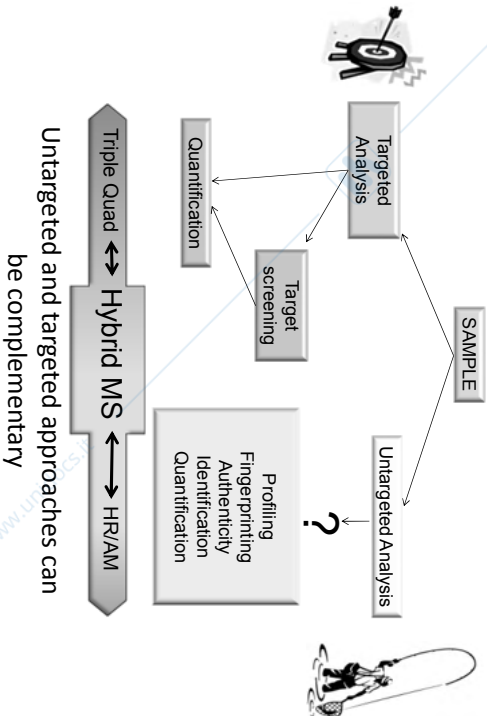 SAMPLE
Targeted
Analysis
Untargeted Analysis
Target
screening
?
Quantification
Profiling
Fingerprinting
Authenticity
Identification
Quantification
Triple Quad
Hybrid MS
HR/AM
Untargeted and targeted approaches can
be complementary